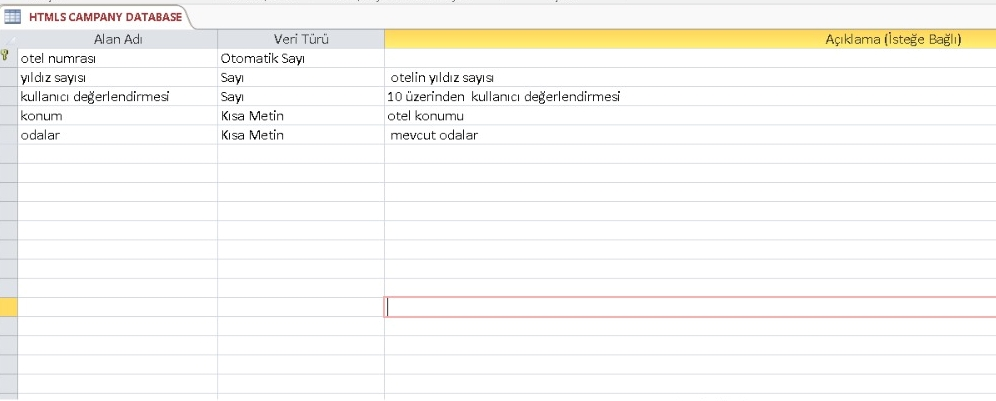 HTMLS CAMPANY DATABASE
Alan Adı Veri Türü Açıklama (İsteğe Bağlı)
otel numrası Otomatik Sayı
yıldız sayısı Sayı otelin yıldız sayısı
kullanıcı değerlendirmesi Sayı 10 üzerinden kullanıcı değerlendirmesi
konum Kısa Metin otel konumu
odalar Kısa Metin mevcut odalar